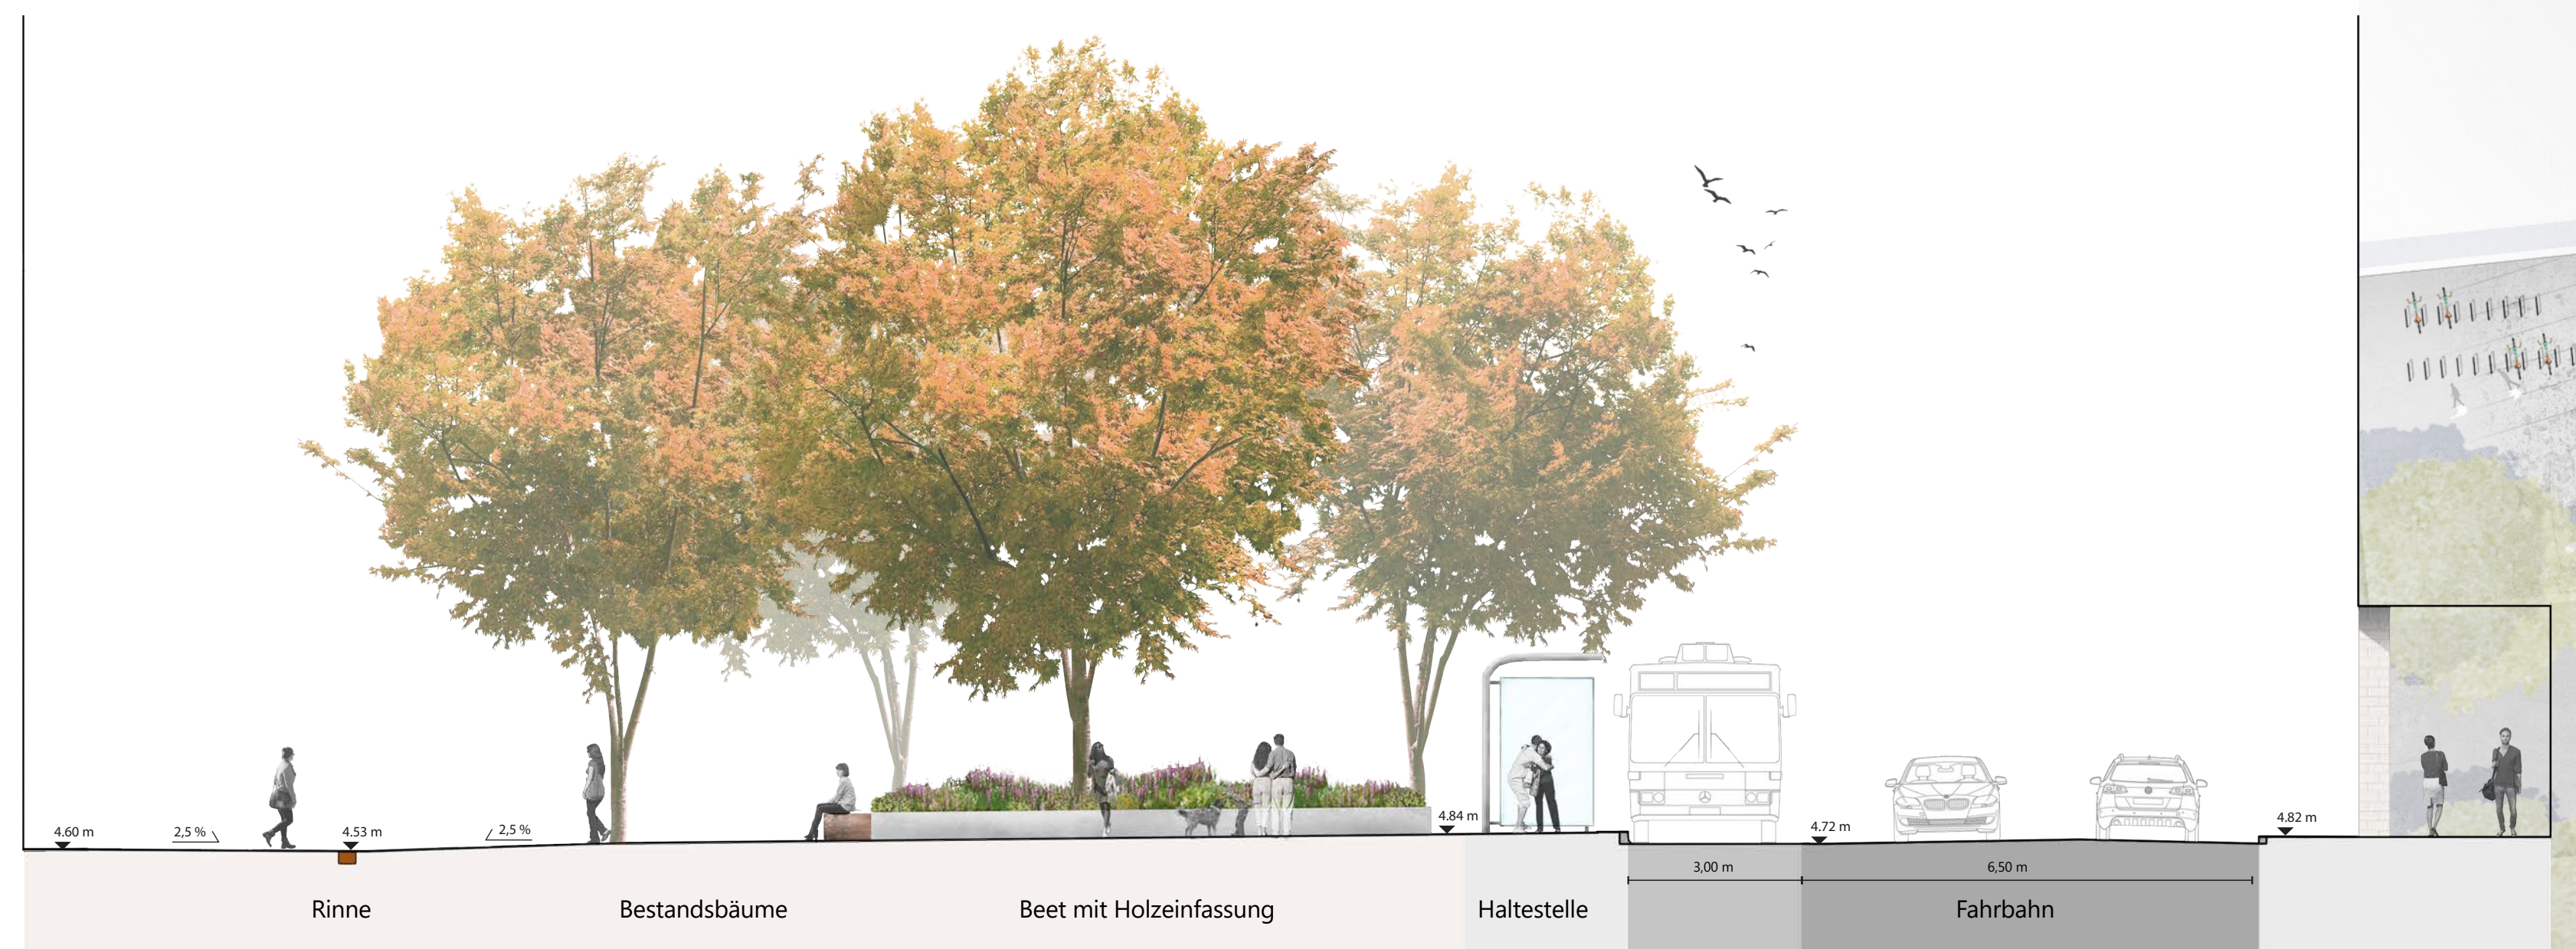 4.60 m
2,5 %
4.53 m
2,5 %
4.84 m
4.72 m
4.82 m
3,00 m
6,50 m
Rinne
Bestandsbäume
Beet mit Holzeinfassung
Haltestelle
Fahrbahn